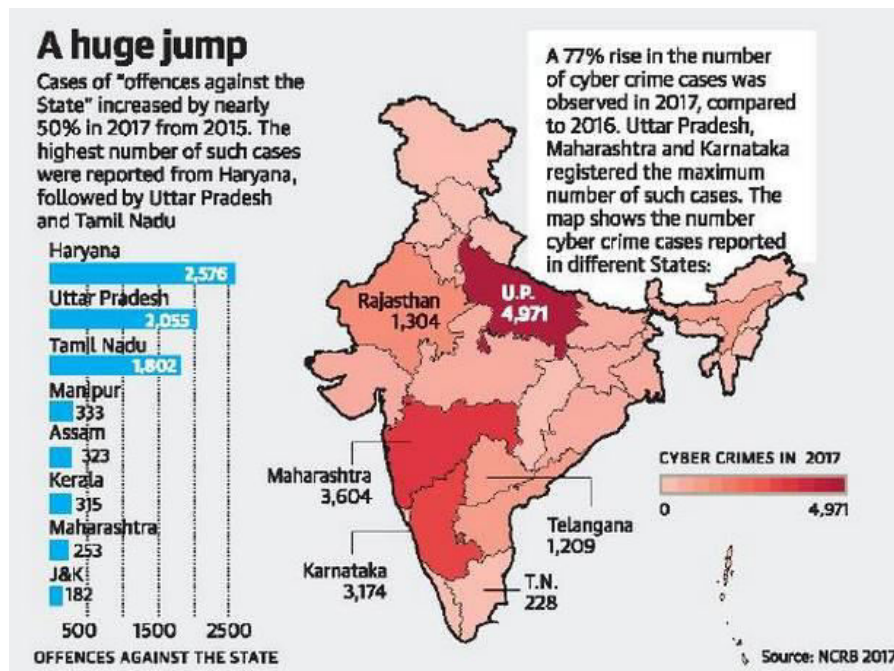 A huge jump
Cases of "offences against the
State" increased by nearly
50% in 2017 from 2015. The
highest number of such cases
were reported from Haryana,
followed by Uttar Pradesh
and Tamil Nadu
Haryana
2,576
Uttar Pradesh
2,055
Tamil Nadu
1,802
Manipur
333
Assam
323
Kerala
315
Maharashtra
253
J&K
182
500 1500 2500
OFFENCES AGAINST THE STATE
A 77% rise in the number
of cyber crime cases was
observed in 2017, compared
to 2016. Uttar Pradesh,
Maharashtra and Karnataka
registered the maximum
number of such cases. The
map shows the number
cyber crime cases reported
in different States:
U.P.
4,971
Rajasthan
1,304
Maharashtra
3,604
Karnataka
3,174
Telangana
1,209
T.N.
228
CYBER CRIMES IN 2017
0 4,971
Source: NCRB 2017